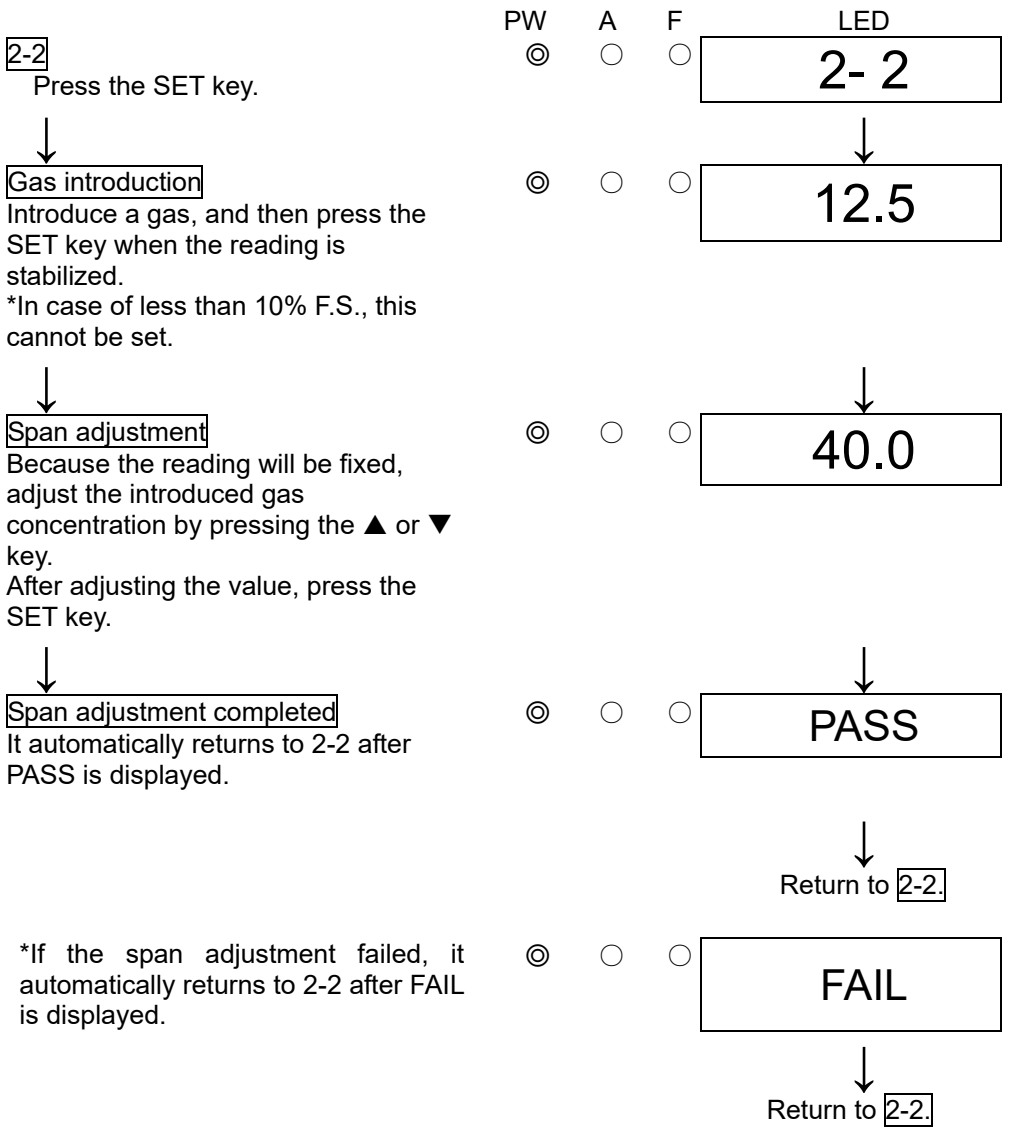 PW A F LED
2-2 ◎ ○ ○ 2- 2
Press the SET key.
↓ ↓
Gas introduction ◎ ○ ○ 12.5
Introduce a gas, and then press the
SET key when the reading is
stabilized.
*In case of less than 10% F.S., this
cannot be set.
↓ ↓
Span adjustment ◎ ○ ○ 40.0
Because the reading will be fixed,
adjust the introduced gas
concentration by pressing the ▲ or ▼
key.
After adjusting the value, press the
SET key.
↓ ↓
Span adjustment completed ◎ ○ ○ PASS
It automatically returns to 2-2 after
PASS is displayed.
↓
Return to 2-2.
*If the span adjustment failed, it ◎ ○ ○ FAIL
automatically returns to 2-2 after FAIL
is displayed.
↓
Return to 2-2.